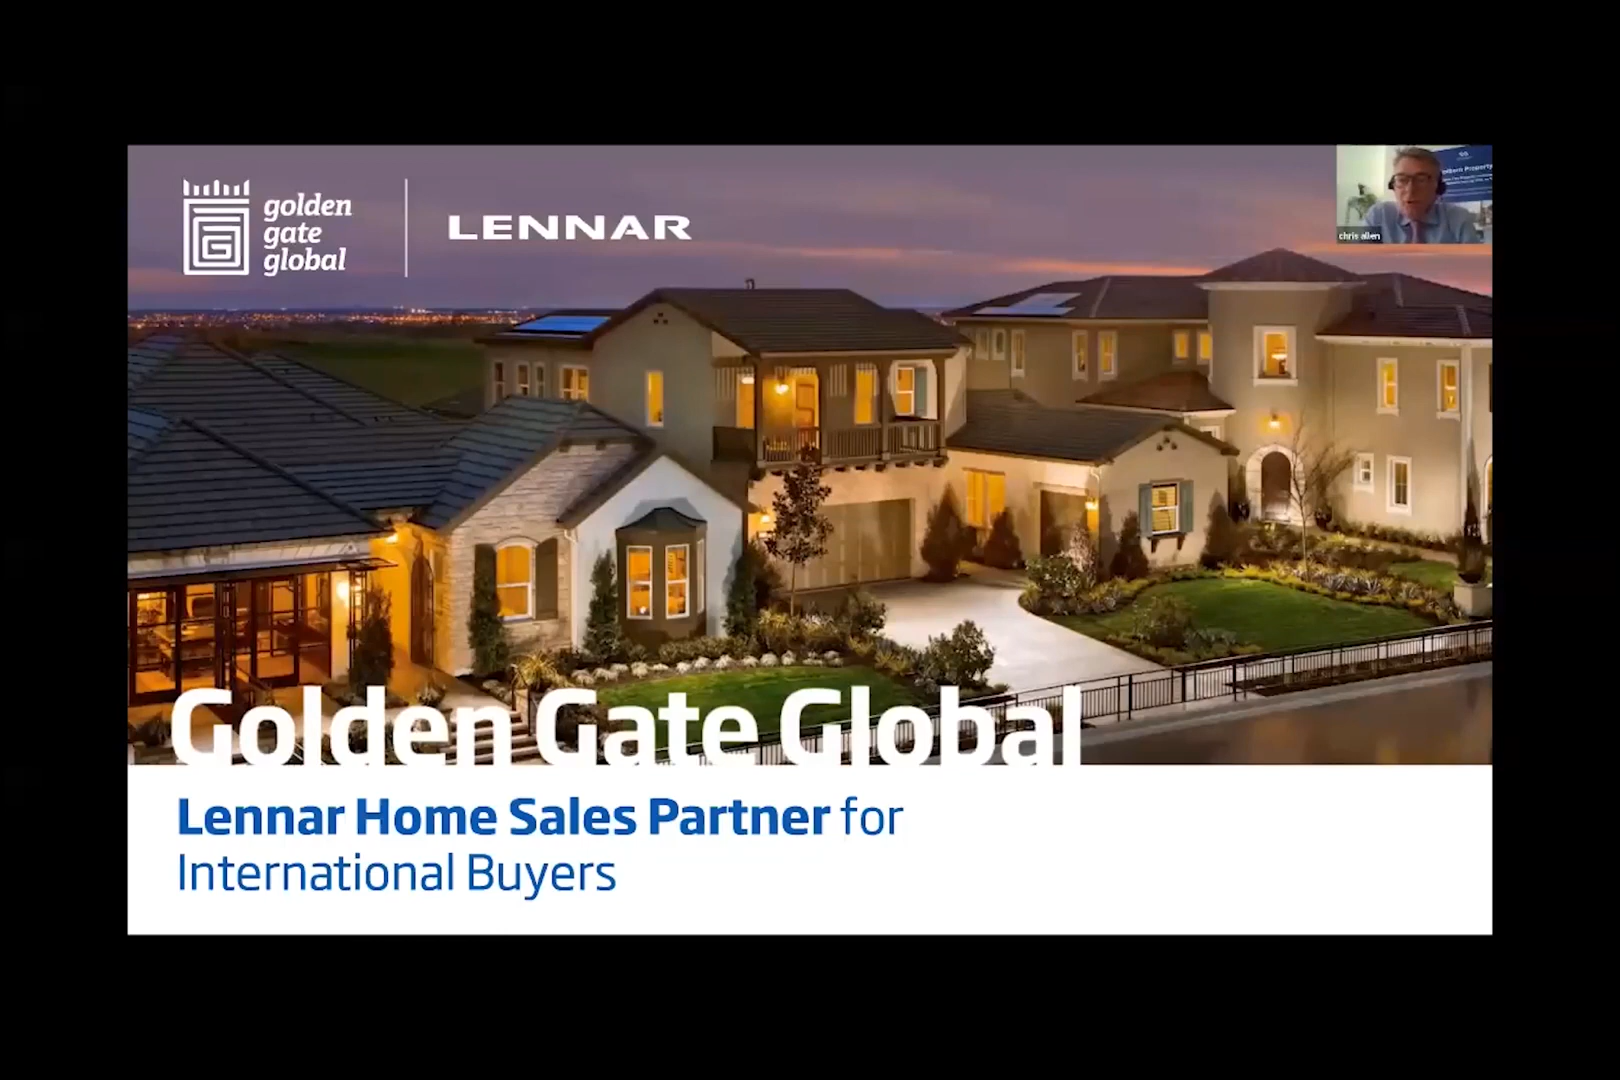 golden
gate
global
LENNAR
chris allen
Golden Gate Global
Lennar Home Sales Partner for
International Buyers